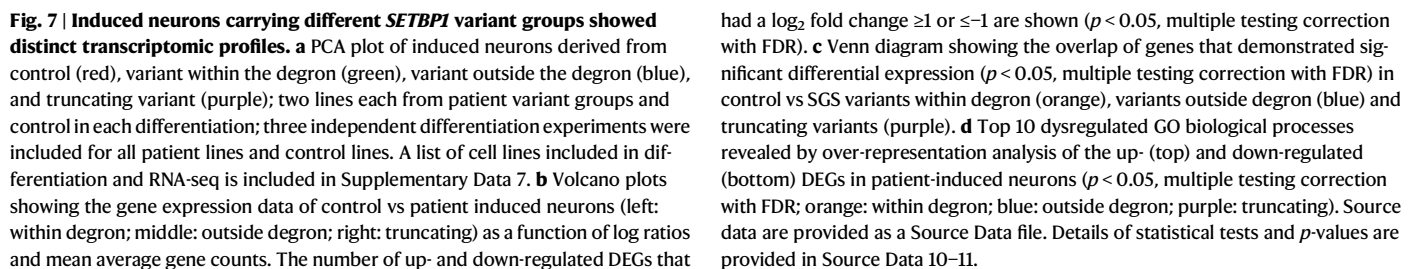 Fig. 7 | Induced neurons carrying different SETBP1 variant groups showed
distinct transcriptomic profiles. a PCA plot of induced neurons derived from
control (red), variant within the degron (green), variant outside the degron (blue),
and truncating variant (purple); two lines each from patient variant groups and
control in each differentiation; three independent differentiation experiments were
included for all patient lines and control lines. A list of cell lines included in dif-
ferentiation and RNA-seq is included in Supplementary Data 7. b Volcano plots
showing the gene expression data of control vs patient induced neurons (left:
within degron; middle: outside degron; right: truncating) as a function of log ratios
and mean average gene counts. The number of up- and down-regulated DEGs that
had a log₂ fold change ≥1 or ≤−1 are shown (p < 0.05, multiple testing correction
with FDR). c Venn diagram showing the overlap of genes that demonstrated sig-
nificant differential expression (p < 0.05, multiple testing correction with FDR) in
control vs SGS variants within degron (orange), variants outside degron (blue) and
truncating variants (purple). d Top 10 dysregulated GO biological processes
revealed by over-representation analysis of the up- (top) and down-regulated
(bottom) DEGs in patient-induced neurons (p < 0.05, multiple testing correction
with FDR; orange: within degron; blue: outside degron; purple: truncating). Source
data are provided as a Source Data file. Details of statistical tests and p-values are
provided in Source Data 10–11.